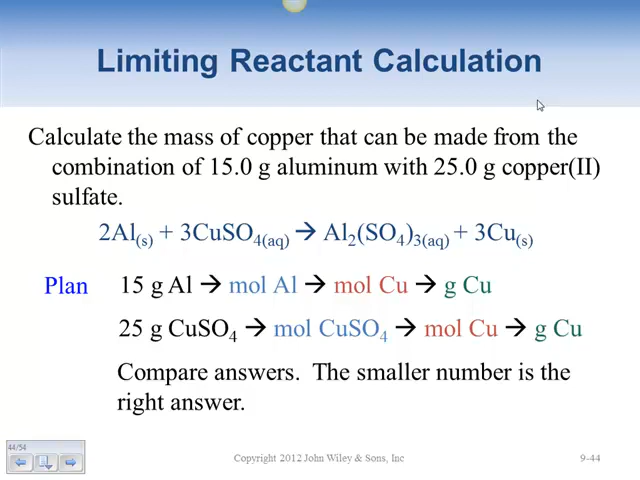 Limiting Reactant Calculation
Calculate the mass of copper that can be made from the
combination of 15.0 g aluminum with 25.0 g copper(II)
sulfate.
2Al(s) + 3CuSO4(aq) → Al2(SO4)3(aq) + 3Cu(s)
Plan 15 g Al → mol Al → mol Cu → g Cu
25 g CuSO4 → mol CuSO4 → mol Cu → g Cu
Compare answers. The smaller number is the
right answer.
44/54
Copyright 2012 John Wiley & Sons, Inc 9-44